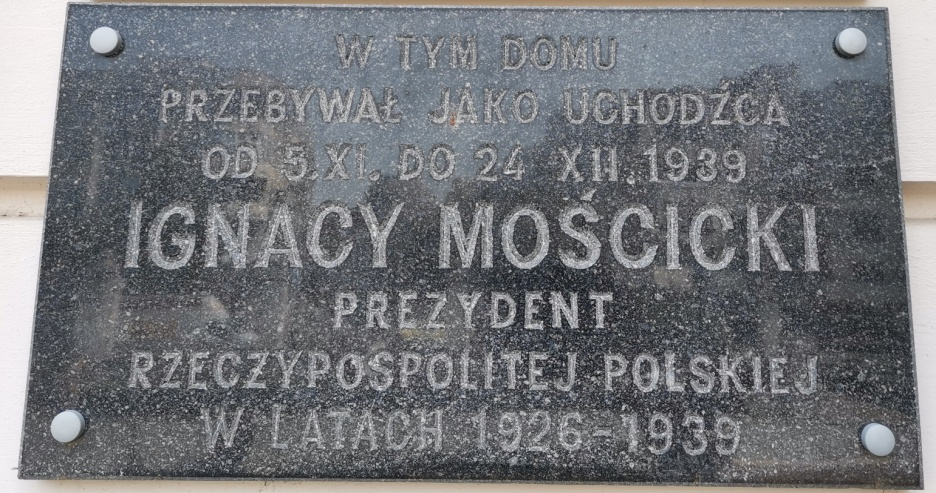 W TYM DOMU
PRZEBYWAŁ JAKO UCHODŹCA
OD 5.XI. DO 24 XII.1939
IGNACY MOŚCICKI
PREZYDENT
RZECZYPOSPOLITEJ POLSKIEJ
W LATACH 1926-1939